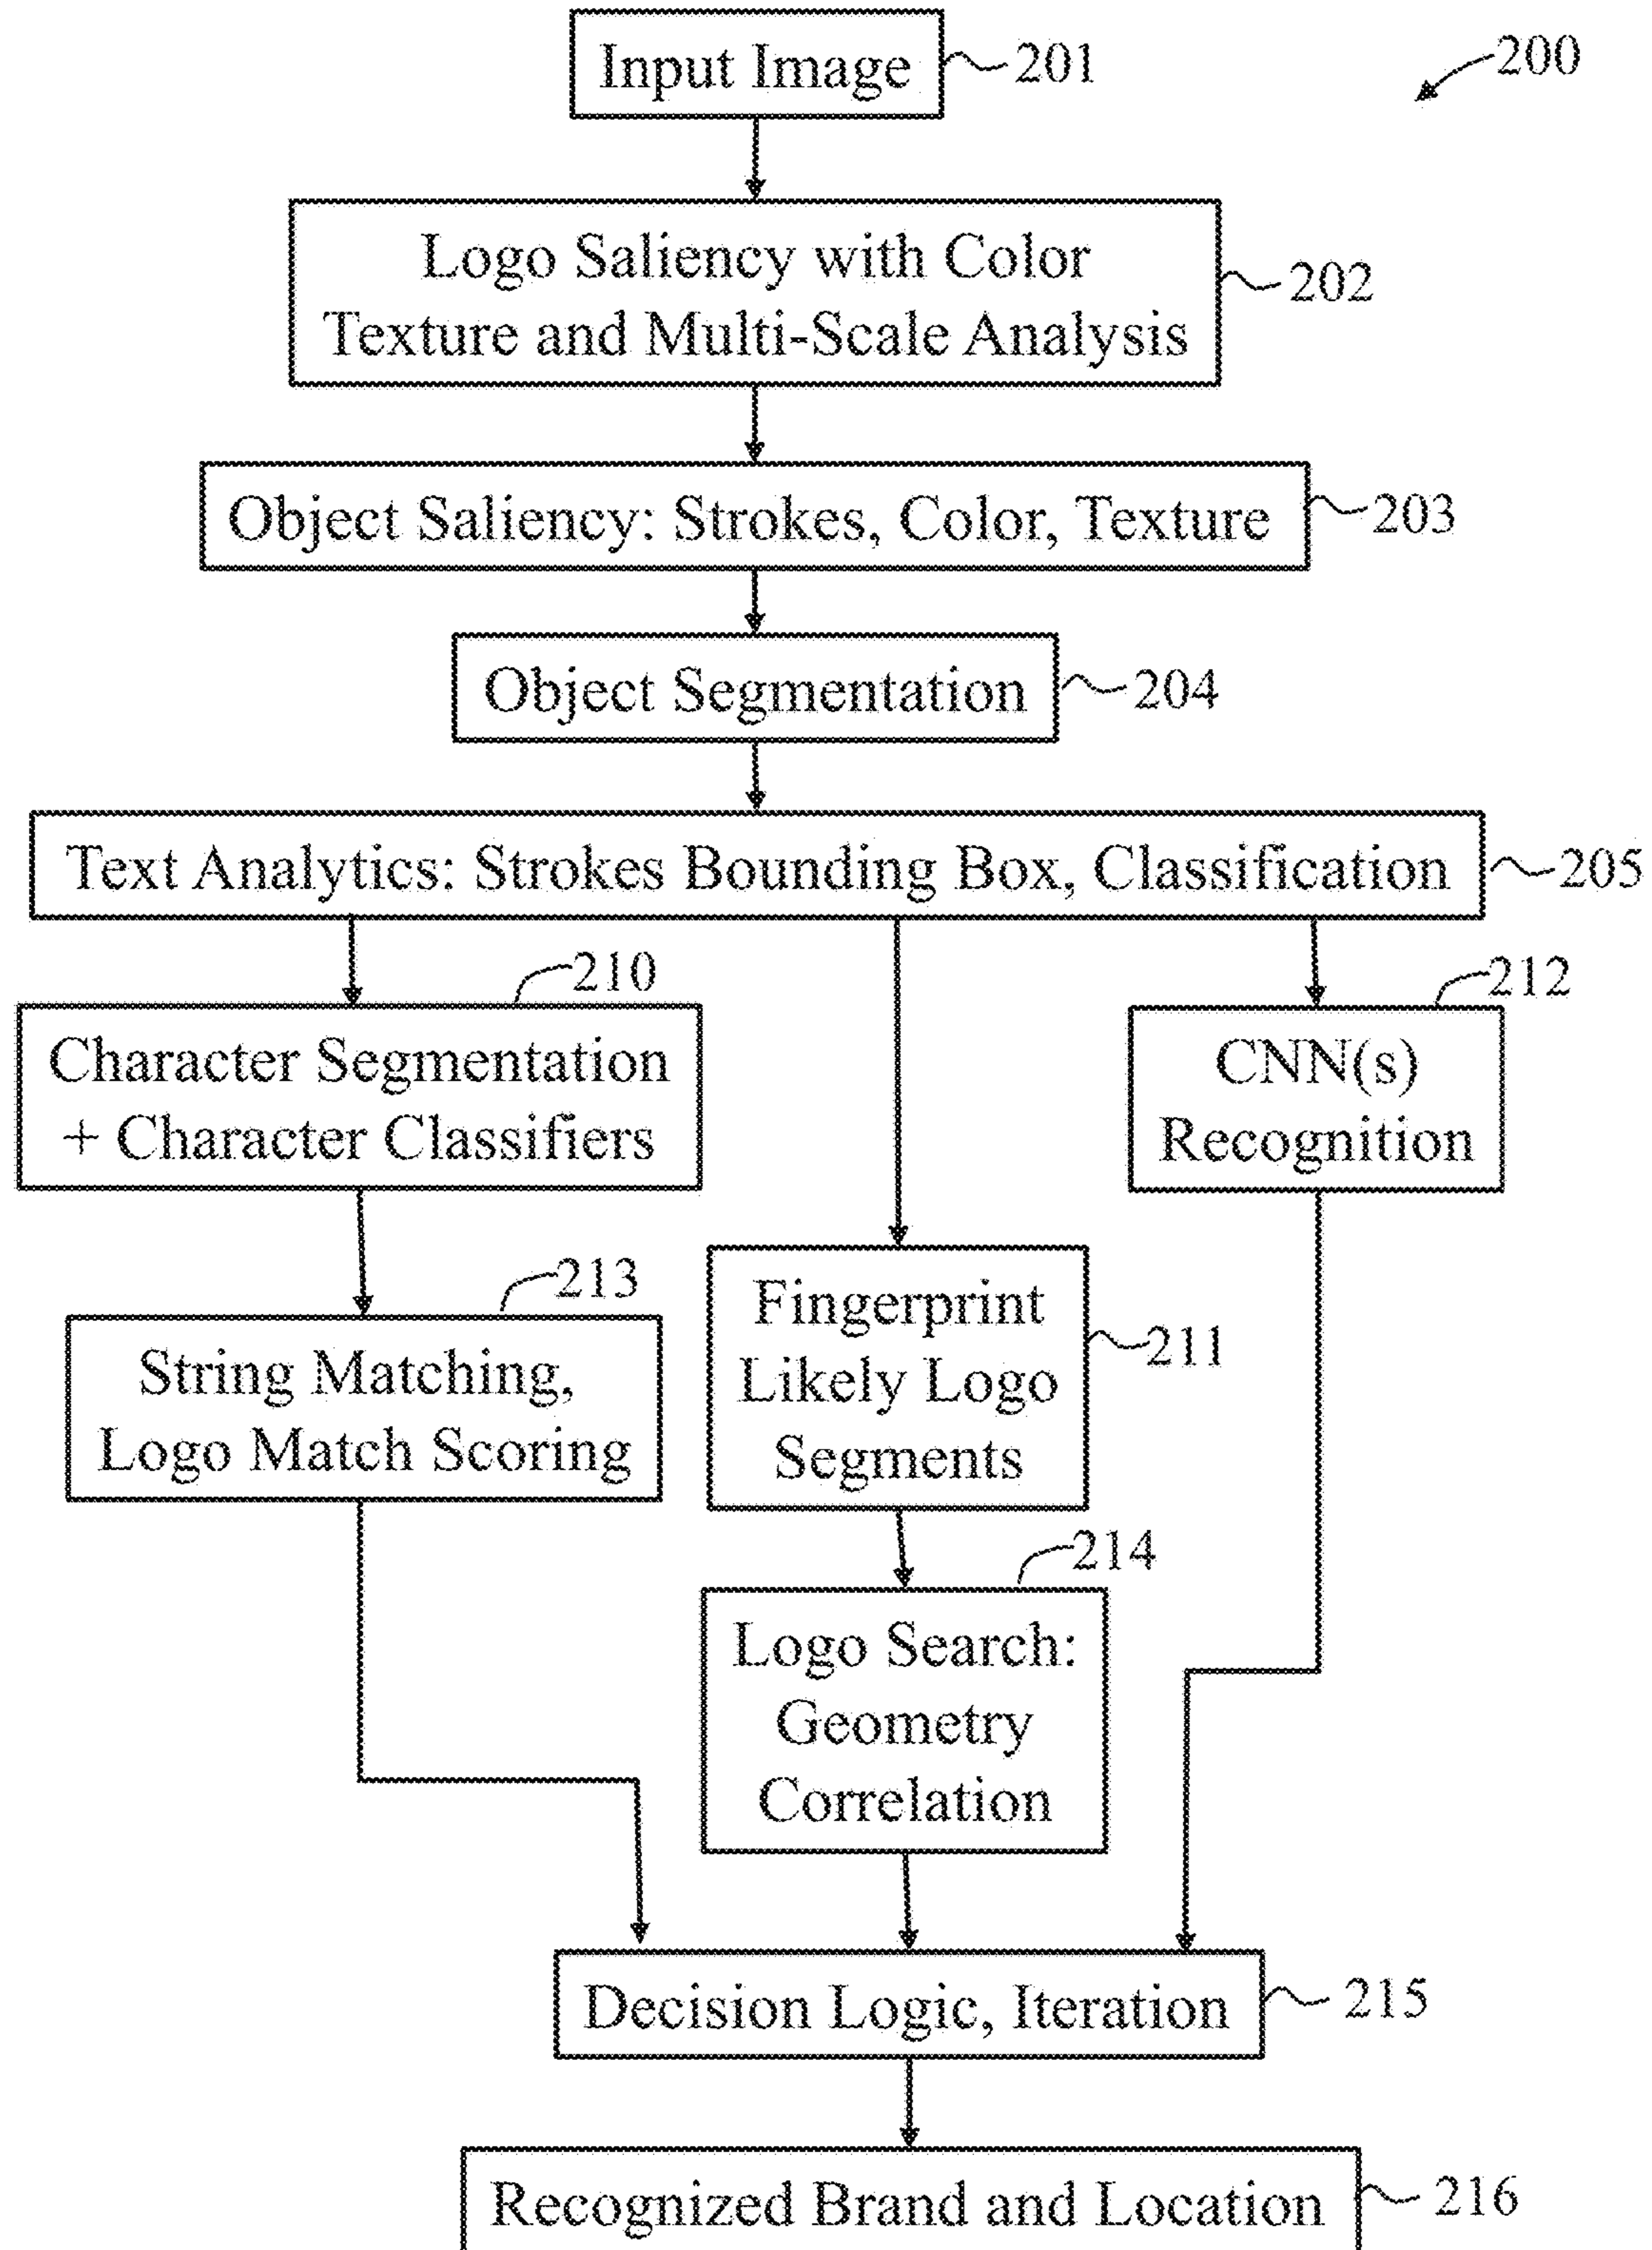 Input Image
201
200
Logo Saliency with Color
Texture and Multi-Scale Analysis
202
Object Saliency: Strokes, Color, Texture
203
Object Segmentation
204
Text Analytics: Strokes Bounding Box, Classification
205
210
Character Segmentation
+ Character Classifiers
212
CNN(s)
Recognition
213
String Matching,
Logo Match Scoring
Fingerprint
Likely Logo
Segments
211
214
Logo Search:
Geometry
Correlation
Decision Logic, Iteration
215
Recognized Brand and Location
216